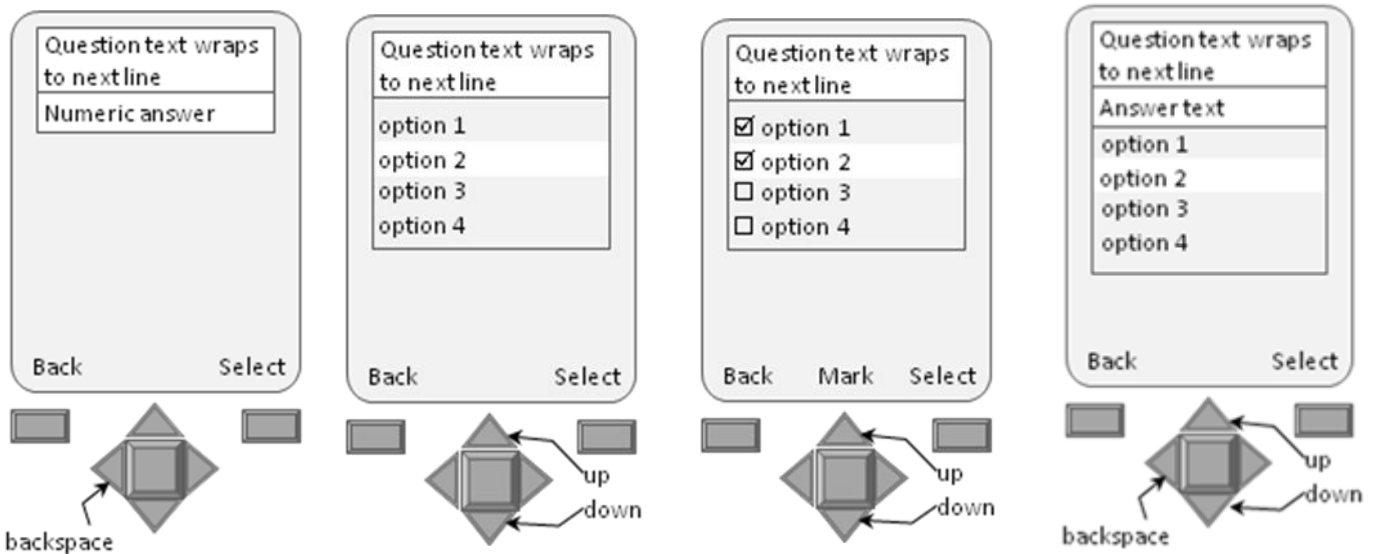 Question text wraps
to next line
Numeric answer
Back
Select
backspace
Question text wraps
to next line
option 1
option 2
option 3
option 4
Back
Select
up
down
Question text wraps
to next line
option 1
option 2
option 3
option 4
Back
Mark
Select
up
down
Question text wraps
to next line
Answer text
option 1
option 2
option 3
option 4
Back
Select
up
down
backspace